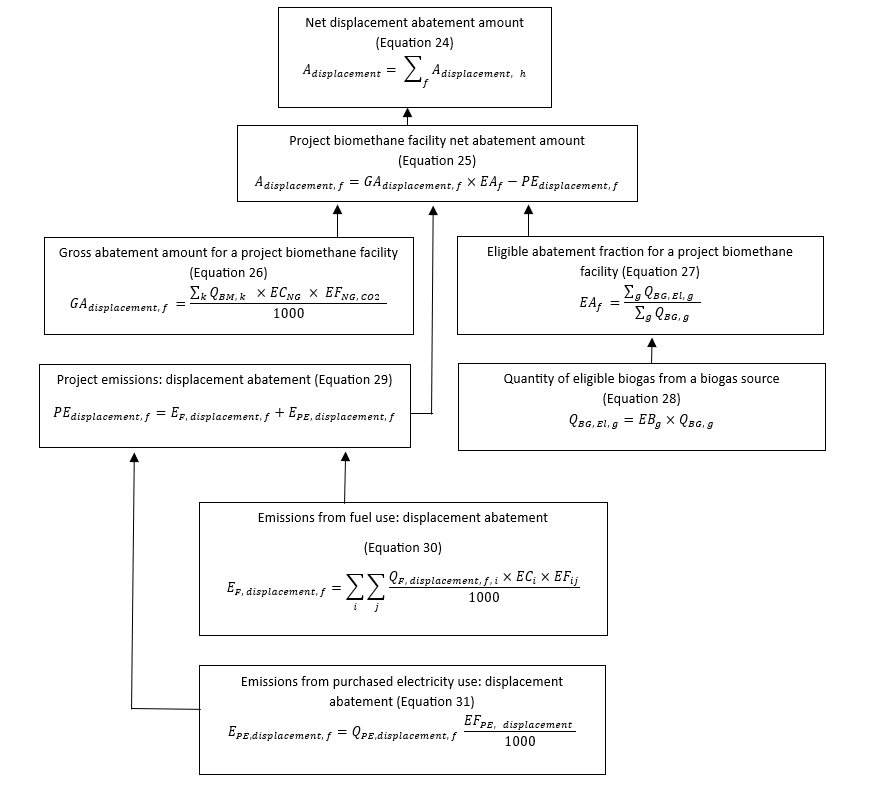 Net displacement abatement amount
(Equation 24)
A_displacement = ∑_f A_displacement, h
Project biomethane facility net abatement amount
(Equation 25)
A_displacement, f = GA_displacement, f × EA_f − PE_displacement, f
Gross abatement amount for a project biomethane facility
(Equation 26)
GA_displacement, f = (∑_k Q_BM, k × EC_NG × EF_NG, CO2) / 1000
Eligible abatement fraction for a project biomethane
facility (Equation 27)
EA_f = (∑_g Q_BG, El, g) / (∑_g Q_BG, g)
Project emissions: displacement abatement (Equation 29)
PE_displacement, f = E_F, displacement, f + E_PE, displacement, f
Quantity of eligible biogas from a biogas source
(Equation 28)
Q_BG, El, g = EB_g × Q_BG, g
Emissions from fuel use: displacement abatement
(Equation 30)
E_F, displacement, f = ∑_i ∑_j (Q_F, displacement, f, i × EC_i × EF_ij) / 1000
Emissions from purchased electricity use: displacement
abatement (Equation 31)
E_PE,displacement, f = Q_PE,displacement, f EF_PE, displacement / 1000